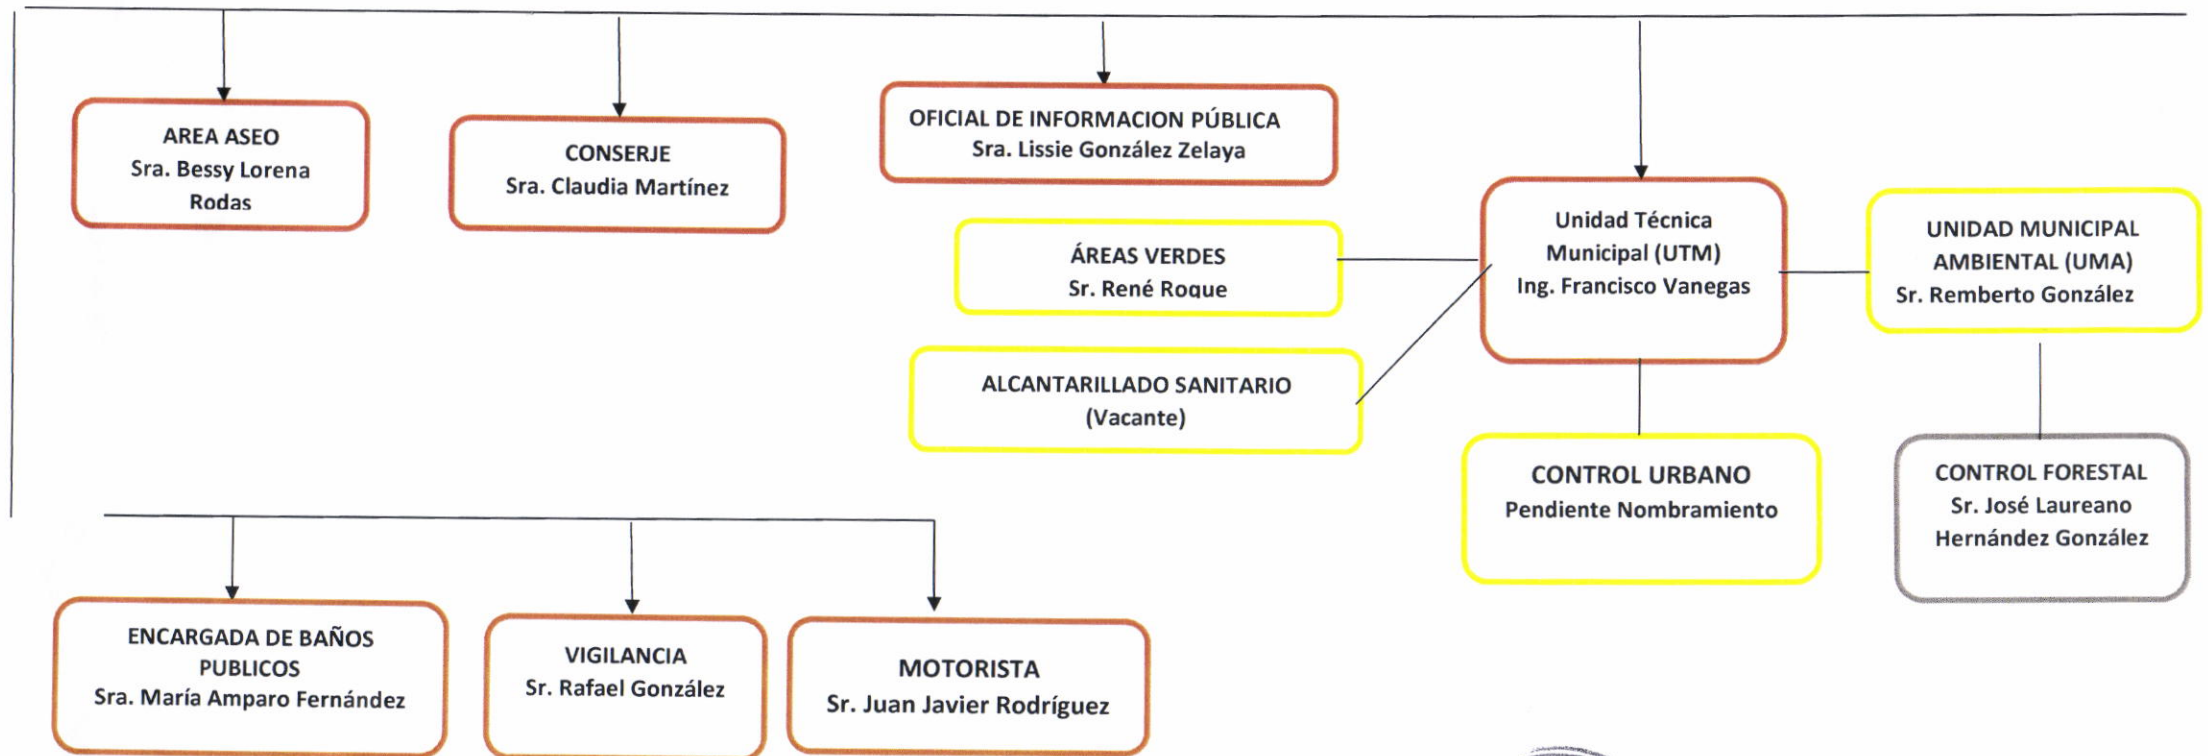 AREA ASEO
Sra. Bessy Lorena
Rodas
CONSERJE
Sra. Claudia Martínez
OFICIAL DE INFORMACION PÚBLICA
Sra. Lissie González Zelaya
Unidad Técnica
Municipal (UTM)
Ing. Francisco Vanegas
UNIDAD MUNICIPAL
AMBIENTAL (UMA)
Sr. Remberto González
ÁREAS VERDES
Sr. René Roque
ALCANTARILLADO SANITARIO
(Vacante)
CONTROL URBANO
Pendiente Nombramiento
CONTROL FORESTAL
Sr. José Laureano
Hernández González
ENCARGADA DE BAÑOS
PUBLICOS
Sra. María Amparo Fernández
VIGILANCIA
Sr. Rafael González
MOTORISTA
Sr. Juan Javier Rodríguez